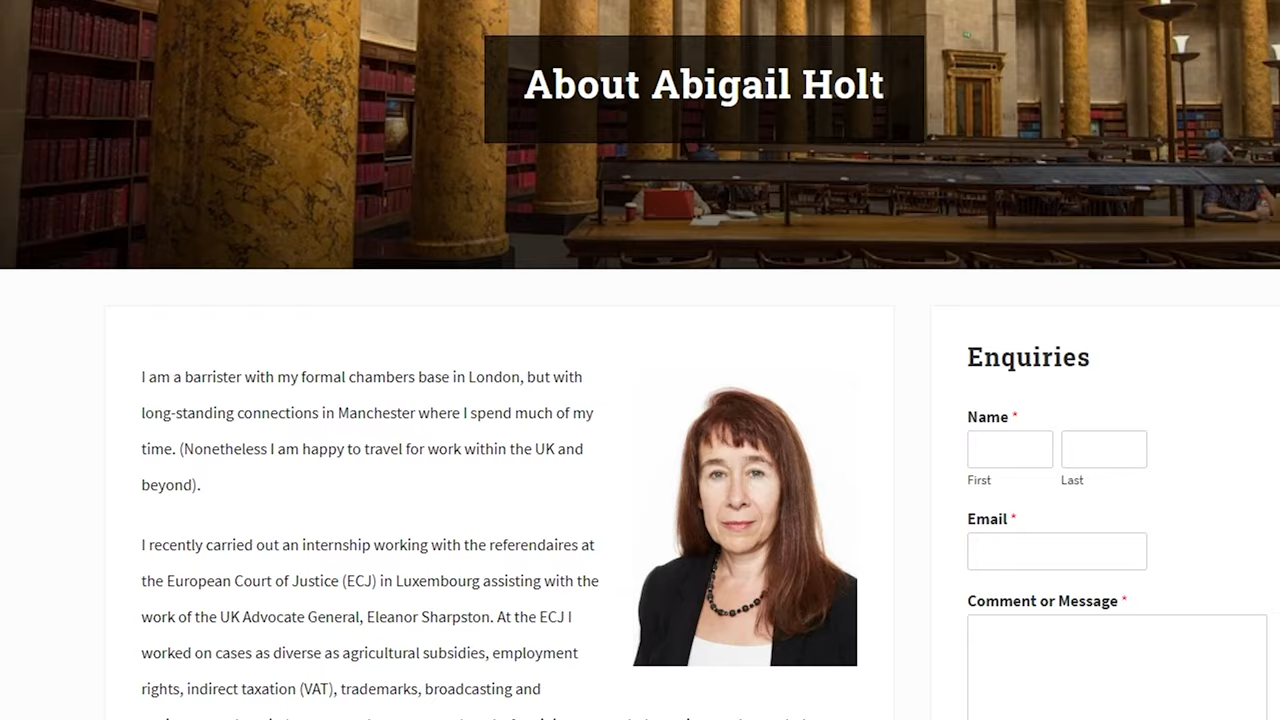 About Abigail Holt
I am a barrister with my formal chambers base in London, but with
long-standing connections in Manchester where I spend much of my
time. (Nonetheless I am happy to travel for work within the UK and
beyond).
I recently carried out an internship working with the referendaires at
the European Court of Justice (ECJ) in Luxembourg assisting with the
work of the UK Advocate General, Eleanor Sharpston. At the ECJ I
worked on cases as diverse as agricultural subsidies, employment
rights, indirect taxation (VAT), trademarks, broadcasting and
Enquiries
Name *
First Last
Email *
Comment or Message *